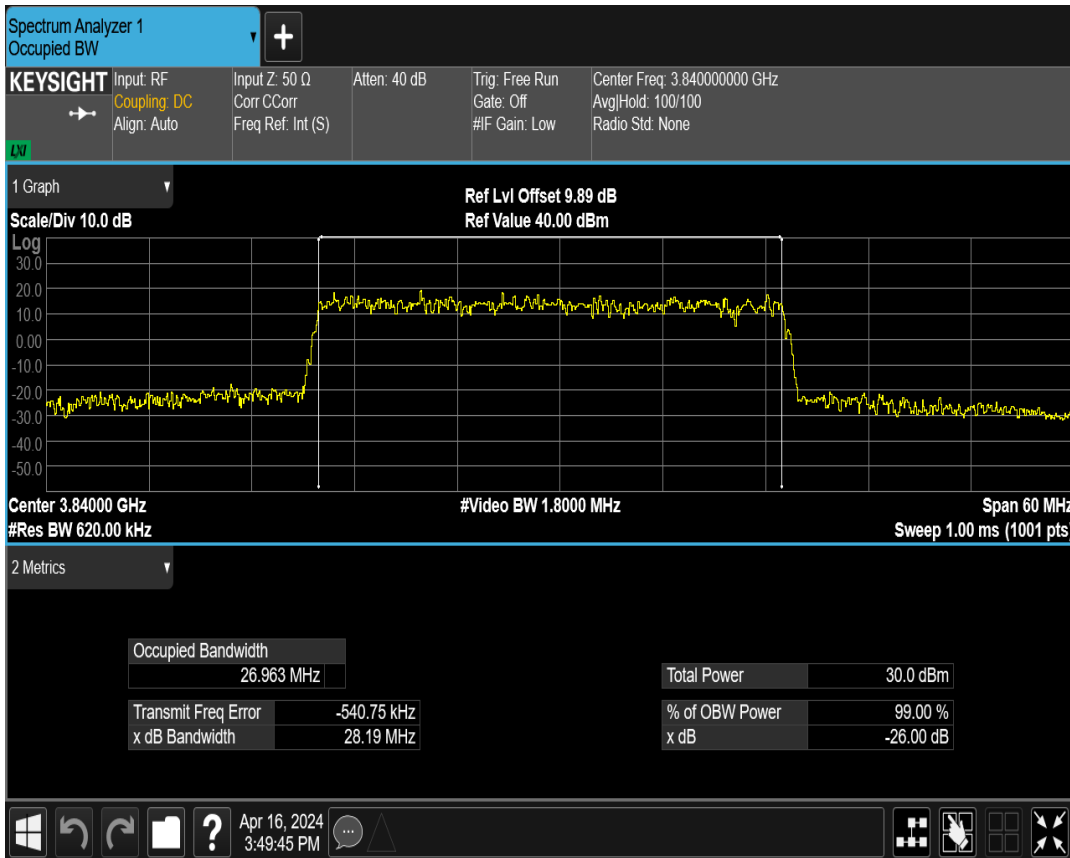 Spectrum Analyzer 1
Occupied BW
+
KEYSIGHT
LXI
Input: RF
Coupling: DC
Align: Auto
Input Z: 50 Ω
Corr CCorr
Freq Ref: Int (S)
Atten: 40 dB
Trig: Free Run
Gate: Off
#IF Gain: Low
Center Freq: 3.840000000 GHz
Avg|Hold: 100/100
Radio Std: None
1 Graph
Scale/Div 10.0 dB
Ref Lvl Offset 9.89 dB
Ref Value 40.00 dBm
Log
30.0
20.0
10.0
0.00
-10.0
-20.0
-30.0
-40.0
-50.0
Center 3.84000 GHz
#Video BW 1.8000 MHz
Span 60 MHz
#Res BW 620.00 kHz
Sweep 1.00 ms (1001 pts)
2 Metrics
Occupied Bandwidth
26.963 MHz
Total Power 30.0 dBm
Transmit Freq Error -540.75 kHz
% of OBW Power 99.00 %
x dB Bandwidth 28.19 MHz
x dB -26.00 dB
?
Apr 16, 2024
3:49:45 PM